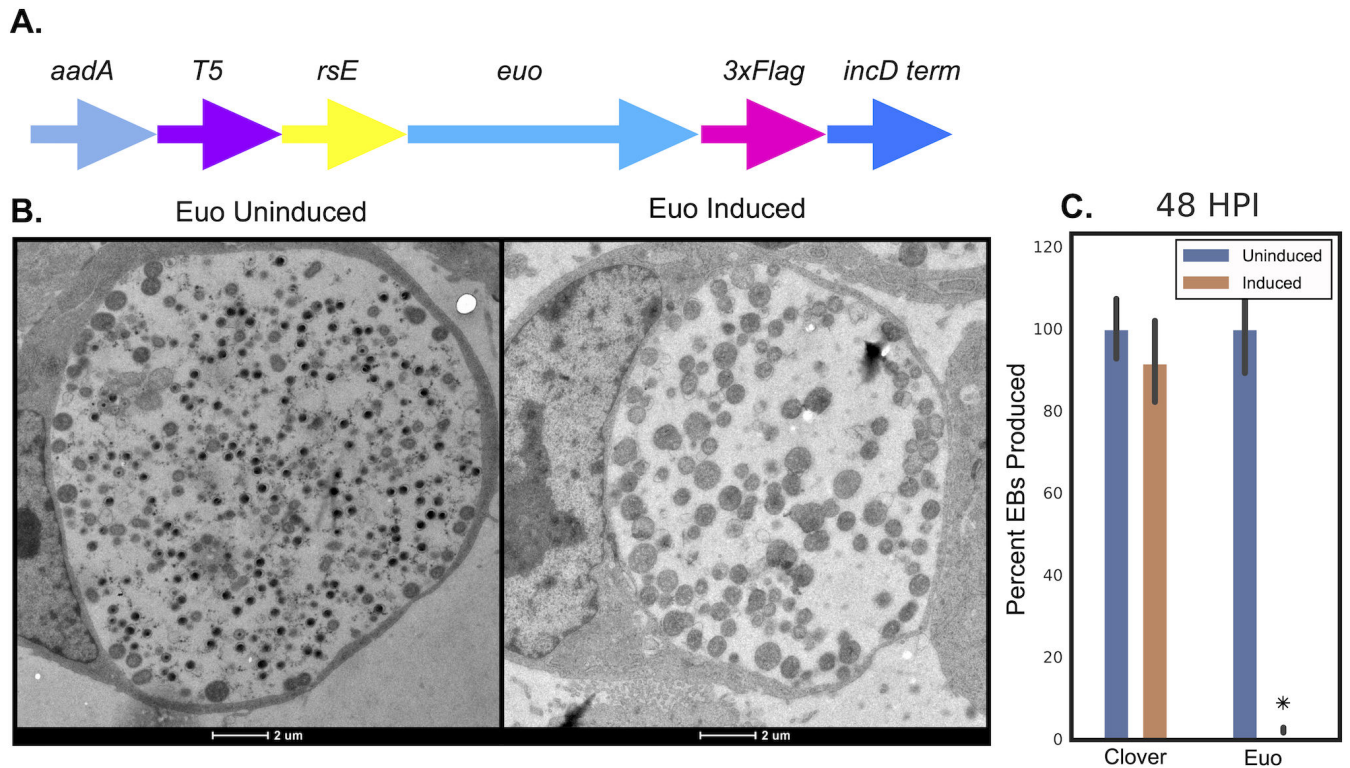 A.
aadA T5 rsE euo 3xFlag incD term
B. Euo Uninduced Euo Induced
2 um 2 um
C. 48 HPI
Uninduced
Induced
Percent EBs Produced
120
100
80
60
40
20
0
*
Clover Euo